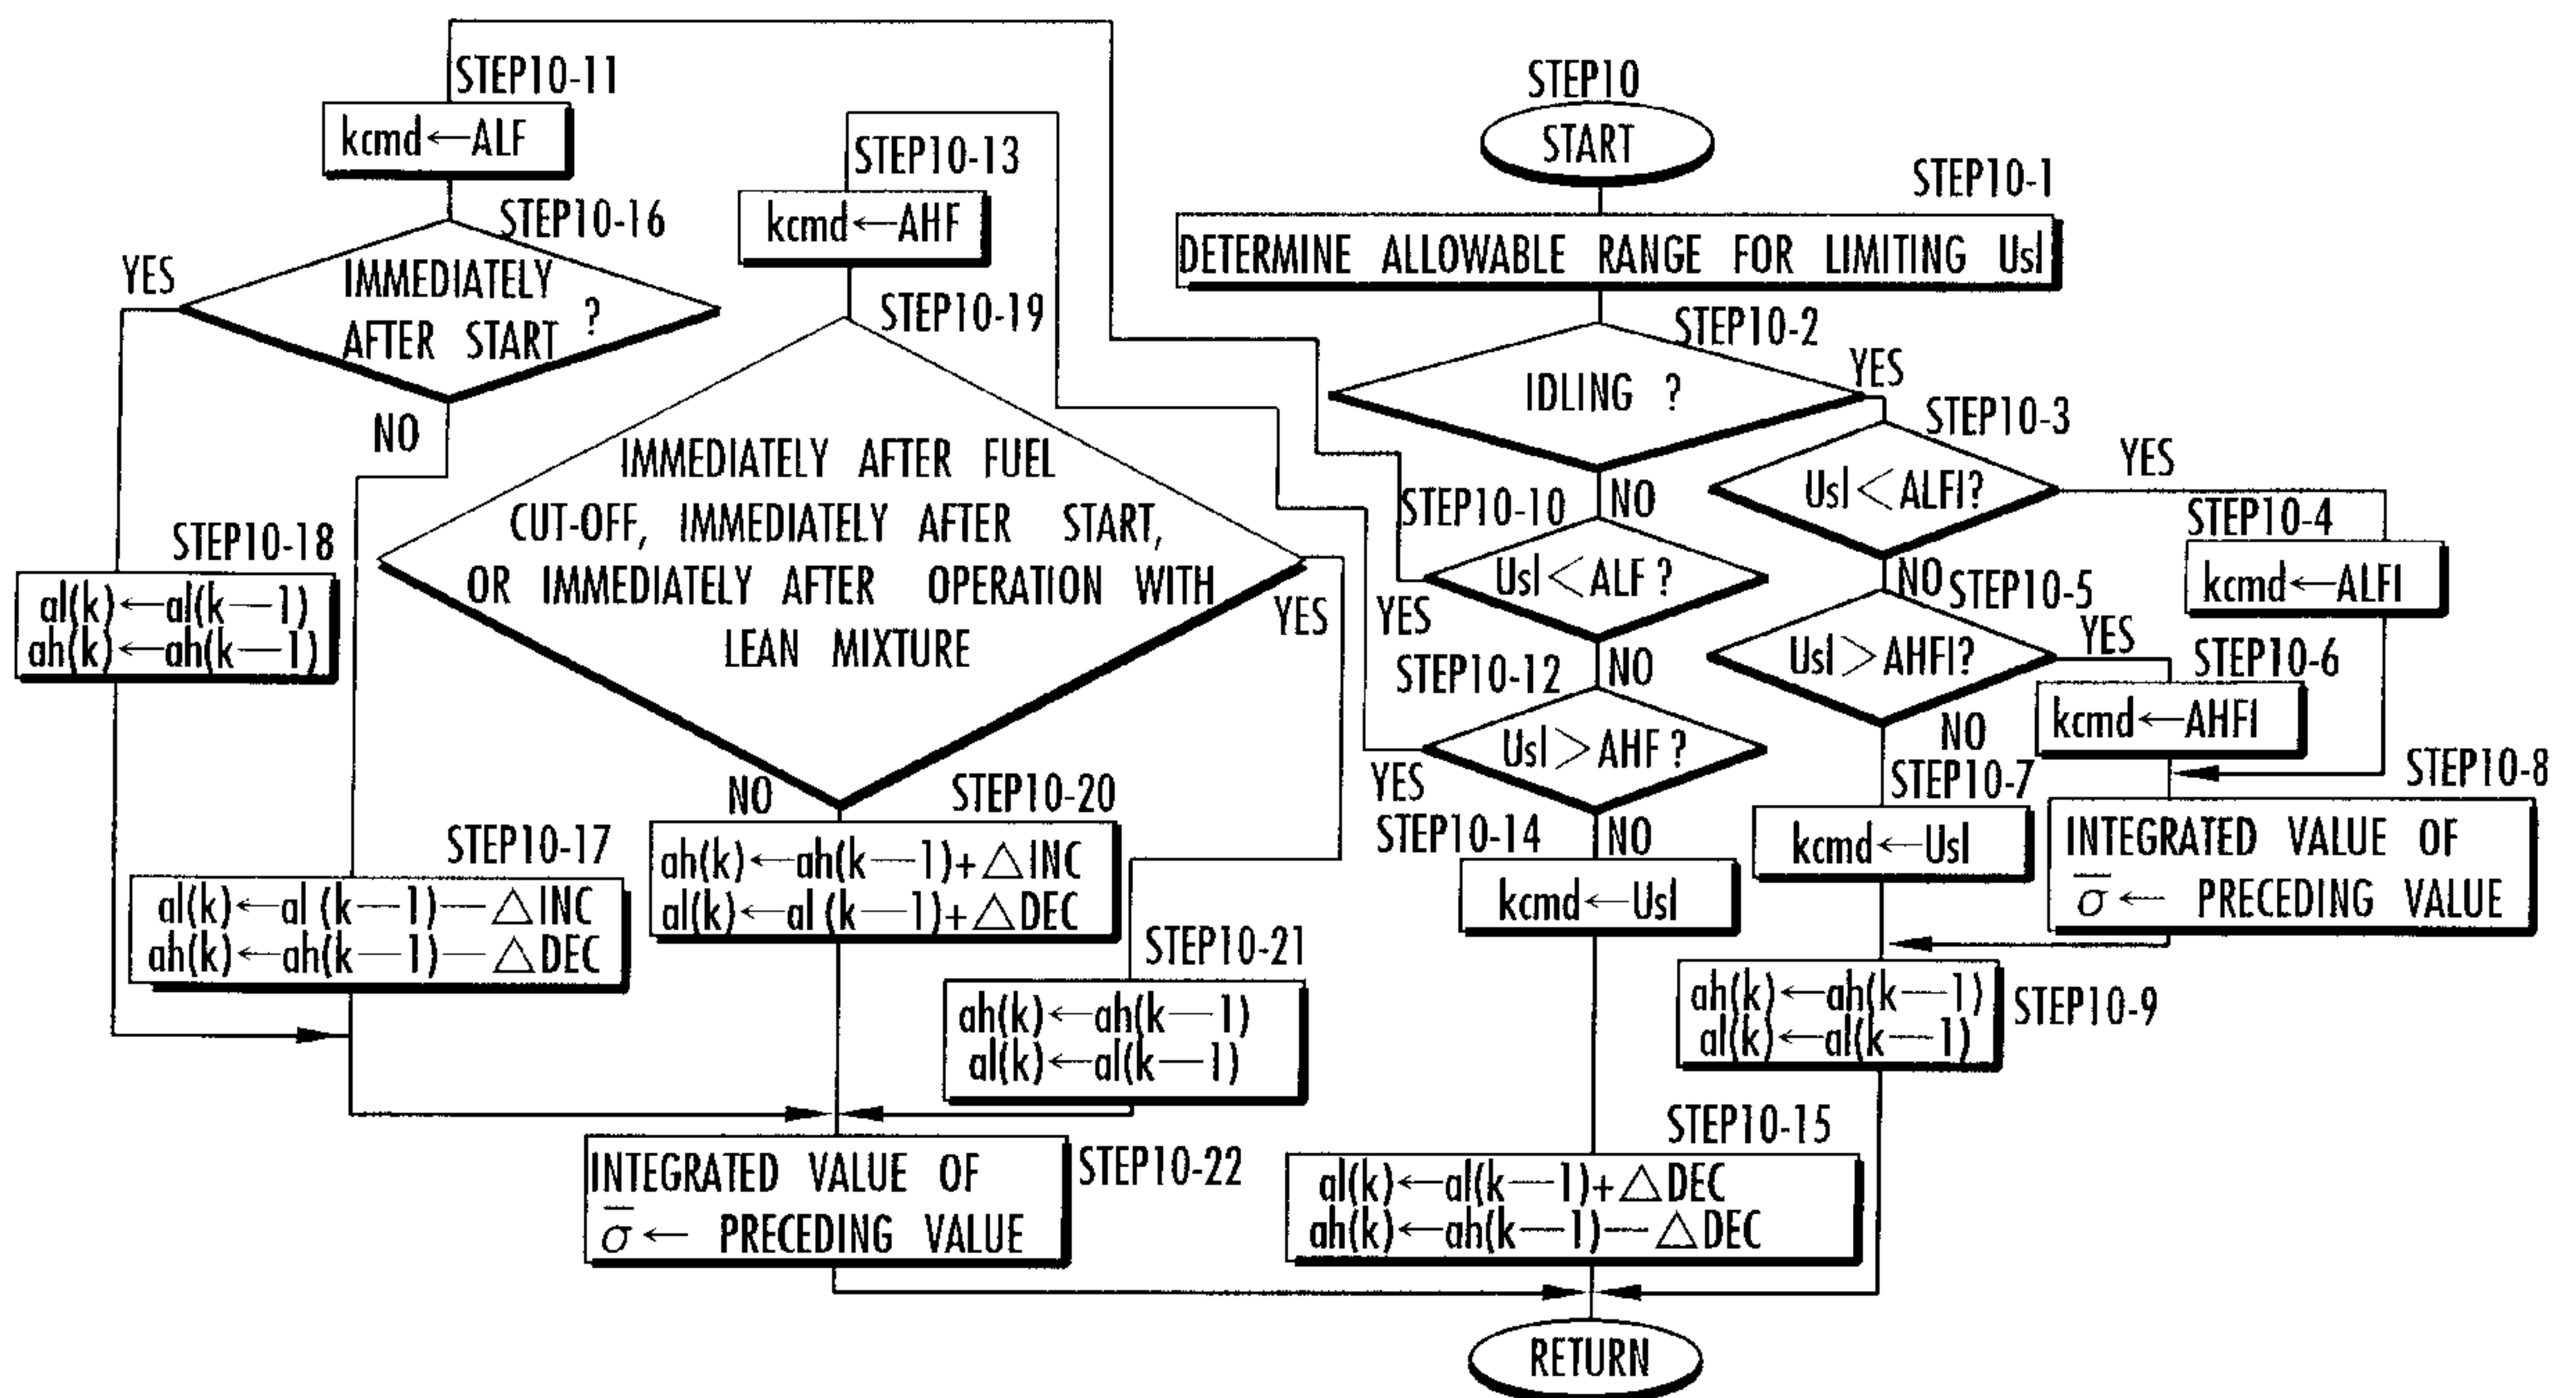 STEP10
START
STEP10-1
DETERMINE ALLOWABLE RANGE FOR LIMITING Usl
STEP10-2
IDLING ?
YES
NO
STEP10-3
Usl<ALFI?
YES
NO
STEP10-4
kcmd←ALFI
STEP10-5
Usl>AHFI?
YES
NO
STEP10-6
kcmd←AHFI
STEP10-7
kcmd←Usl
STEP10-8
INTEGRATED VALUE OF
σ̅ ← PRECEDING VALUE
STEP10-9
ah(k)←ah(k—1)
al(k)←al(k—1)
STEP10-10
Usl<ALF?
YES
NO
STEP10-11
kcmd←ALF
STEP10-12
Usl>AHF?
YES
NO
STEP10-13
kcmd←AHF
STEP10-14
kcmd←Usl
STEP10-15
al(k)←al(k—1)+△DEC
ah(k)←ah(k—1)—△DEC
STEP10-16
IMMEDIATELY
AFTER START ?
YES
NO
STEP10-17
al(k)←al(k—1)—△INC
ah(k)←ah(k—1)—△DEC
STEP10-18
al(k)←al(k—1)
ah(k)←ah(k—1)
STEP10-19
IMMEDIATELY AFTER FUEL
CUT-OFF, IMMEDIATELY AFTER START,
OR IMMEDIATELY AFTER OPERATION WITH
LEAN MIXTURE
YES
NO
STEP10-20
ah(k)←ah(k—1)+△INC
al(k)←al(k—1)+△DEC
STEP10-21
ah(k)←ah(k—1)
al(k)←al(k—1)
STEP10-22
INTEGRATED VALUE OF
σ̅ ← PRECEDING VALUE
RETURN